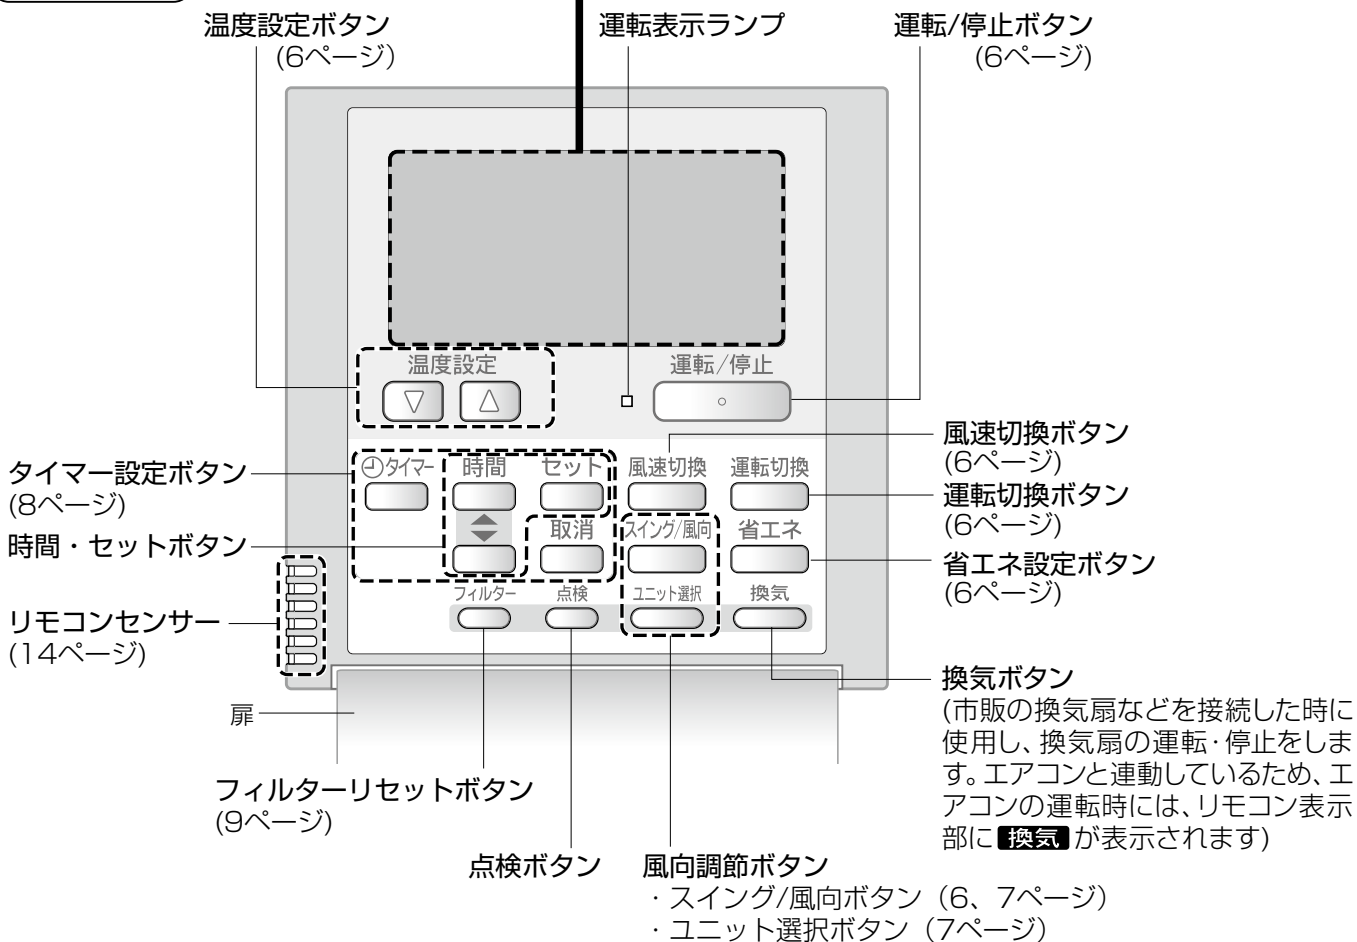 温度設定ボタン
(6ページ)
運転表示ランプ
運転/停止ボタン
(6ページ)
温度設定
運転/停止
タイマー
時間
セット
風速切換
運転切換
取消
スイング/風向
省エネ
フィルター
点検
ユニット選択
換気
タイマー設定ボタン
(8ページ)
時間・セットボタン
リモコンセンサー
(14ページ)
扉
フィルターリセットボタン
(9ページ)
点検ボタン
風向調節ボタン
・スイング/風向ボタン（6、7ページ）
・ユニット選択ボタン（7ページ）
風速切換ボタン
(6ページ)
運転切換ボタン
(6ページ)
省エネ設定ボタン
(6ページ)
換気ボタン
(市販の換気扇などを接続した時に
使用し、換気扇の運転・停止をしま
す。エアコンと連動しているため、エ
アコンの運転時には、リモコン表示
部に 換気 が表示されます)